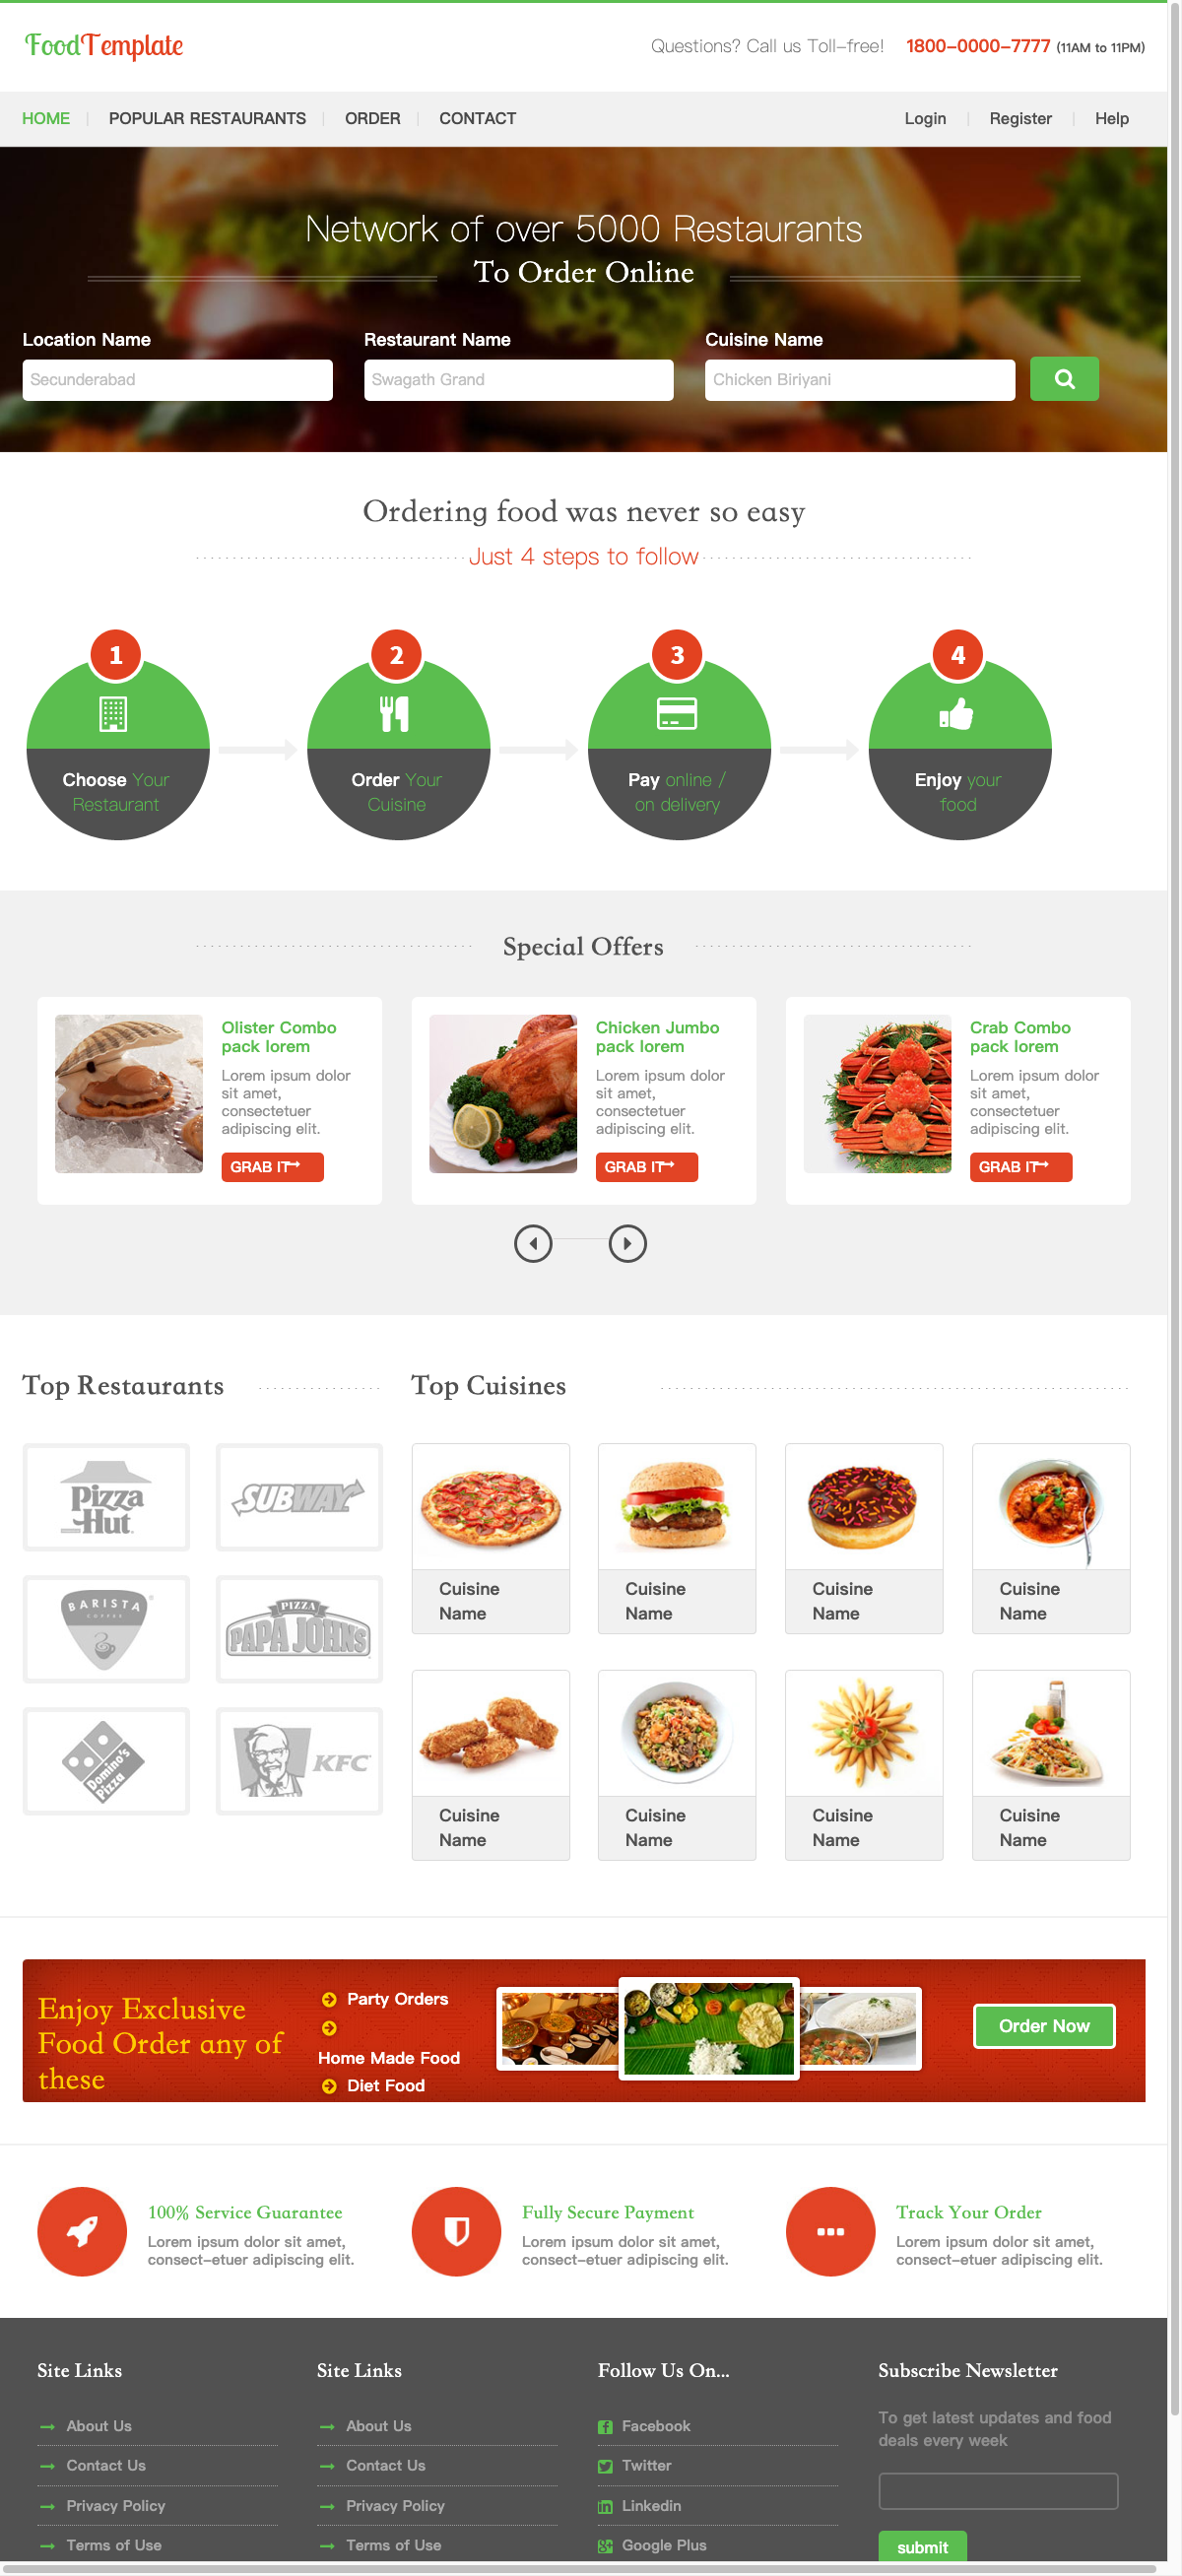 FoodTemplate
Questions? Call us Toll-free! 1800-0000-7777 (11AM to 11PM)
HOME | POPULAR RESTAURANTS | ORDER | CONTACT
Login | Register | Help
Network of over 5000 Restaurants
To Order Online
Location Name
Secunderabad
Restaurant Name
Swagath Grand
Cuisine Name
Chicken Biriyani
Ordering food was never so easy
Just 4 steps to follow
1
Choose Your
Restaurant
2
Order Your
Cuisine
3
Pay online /
on delivery
4
Enjoy your
food
Special Offers
Olister Combo
pack lorem
Lorem ipsum dolor
sit amet,
consectetuer
adipiscing elit.
GRAB IT
Chicken Jumbo
pack lorem
Lorem ipsum dolor
sit amet,
consectetuer
adipiscing elit.
GRAB IT
Crab Combo
pack lorem
Lorem ipsum dolor
sit amet,
consectetuer
adipiscing elit.
GRAB IT
Top Restaurants
Pizza
Hut
SUBWAY
BARISTA
COFFEE
PIZZA
PAPA JOHNS
Domino's
Pizza
KFC
Top Cuisines
Cuisine
Name
Cuisine
Name
Cuisine
Name
Cuisine
Name
Cuisine
Name
Cuisine
Name
Cuisine
Name
Cuisine
Name
Enjoy Exclusive
Food Order any of
these
Party Orders
Home Made Food
Diet Food
Order Now
100% Service Guarantee
Lorem ipsum dolor sit amet,
consect-etuer adipiscing elit.
Fully Secure Payment
Lorem ipsum dolor sit amet,
consect-etuer adipiscing elit.
Track Your Order
Lorem ipsum dolor sit amet,
consect-etuer adipiscing elit.
Site Links
About Us
Contact Us
Privacy Policy
Terms of Use
Site Links
About Us
Contact Us
Privacy Policy
Terms of Use
Follow Us On...
Facebook
Twitter
Linkedin
Google Plus
Subscribe Newsletter
To get latest updates and food
deals every week
submit